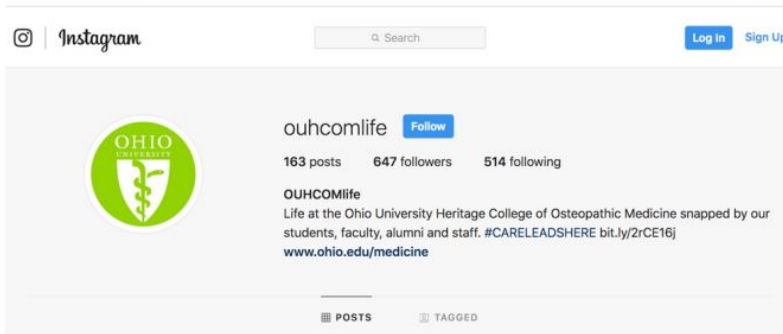 Instagram
Search
Log In
Sign Up
OHIO
UNIVERSITY
ouhcomlife
Follow
163 posts 647 followers 514 following
OUHCOMlife
Life at the Ohio University Heritage College of Osteopathic Medicine snapped by our
students, faculty, alumni and staff. #CARELEADSHERE bit.ly/2rCE16j
www.ohio.edu/medicine
POSTS
TAGGED